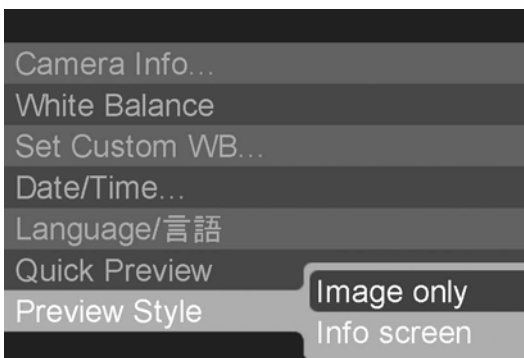 Camera Info...
White Balance
Set Custom WB...
Date/Time...
Language/言語
Quick Preview
Preview Style
Image only
Info screen